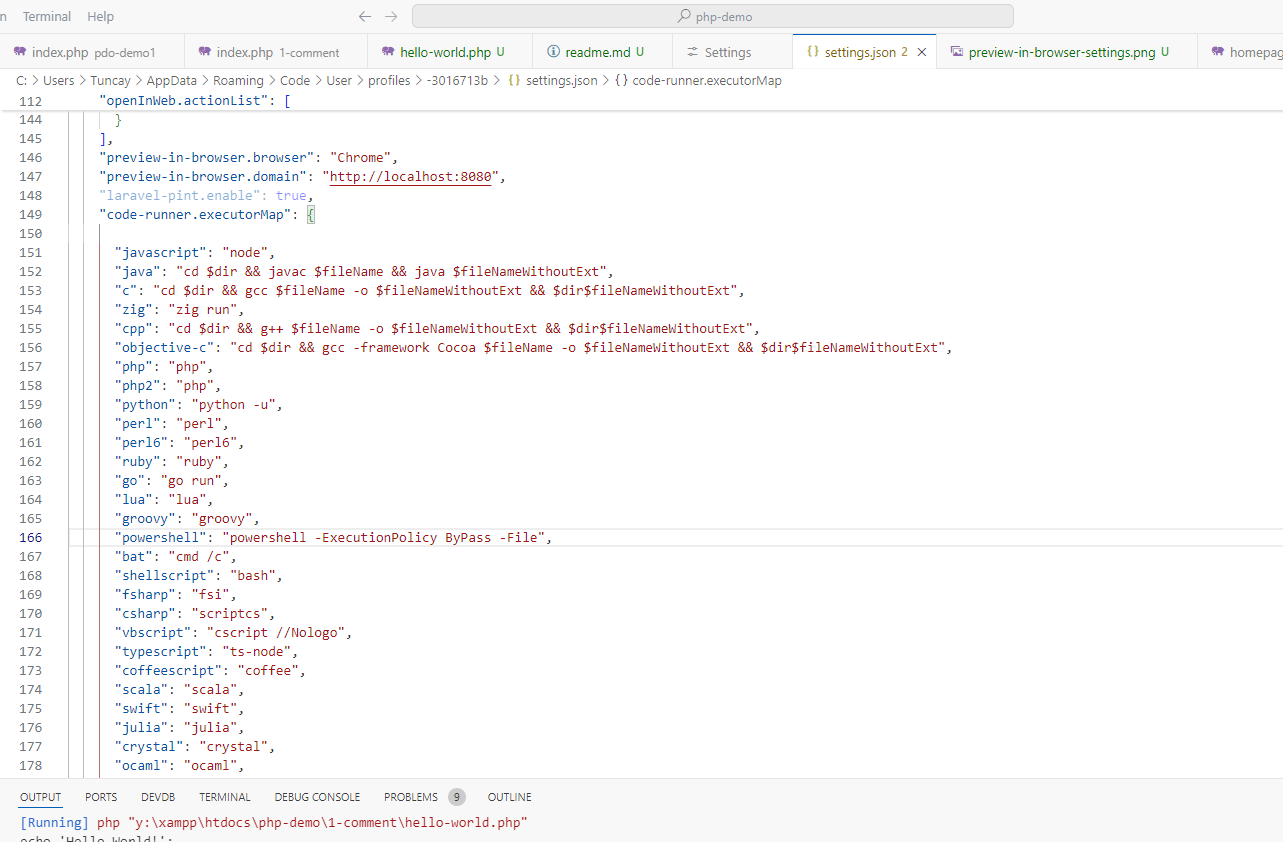 n Terminal Help
php-demo
index.php pdo-demo1 index.php 1-comment hello-world.php U readme.md U Settings settings.json 2 preview-in-browser-settings.png U homepag
C: > Users > Tuncay > AppData > Roaming > Code > User > profiles > -3016713b > {} settings.json > {} code-runner.executorMap
112 "openInWeb.actionList": [
144 }
145 ],
146 "preview-in-browser.browser": "Chrome",
147 "preview-in-browser.domain": "http://localhost:8080",
148 "laravel-pint.enable": true,
149 "code-runner.executorMap": {
150
151 "javascript": "node",
152 "java": "cd $dir && javac $fileName && java $fileNameWithoutExt",
153 "c": "cd $dir && gcc $fileName -o $fileNameWithoutExt && $dir$fileNameWithoutExt",
154 "zig": "zig run",
155 "cpp": "cd $dir && g++ $fileName -o $fileNameWithoutExt && $dir$fileNameWithoutExt",
156 "objective-c": "cd $dir && gcc -framework Cocoa $fileName -o $fileNameWithoutExt && $dir$fileNameWithoutExt",
157 "php": "php",
158 "php2": "php",
159 "python": "python -u",
160 "perl": "perl",
161 "perl6": "perl6",
162 "ruby": "ruby",
163 "go": "go run",
164 "lua": "lua",
165 "groovy": "groovy",
166 "powershell": "powershell -ExecutionPolicy ByPass -File",
167 "bat": "cmd /c",
168 "shellscript": "bash",
169 "fsharp": "fsi",
170 "csharp": "scriptcs",
171 "vbscript": "cscript //Nologo",
172 "typescript": "ts-node",
173 "coffeescript": "coffee",
174 "scala": "scala",
175 "swift": "swift",
176 "julia": "julia",
177 "crystal": "crystal",
178 "ocaml": "ocaml",
OUTPUT PORTS DEVDB TERMINAL DEBUG CONSOLE PROBLEMS 9 OUTLINE
[Running] php "y:\xampp\htdocs\php-demo\1-comment\hello-world.php"
echo 'Hello World!';